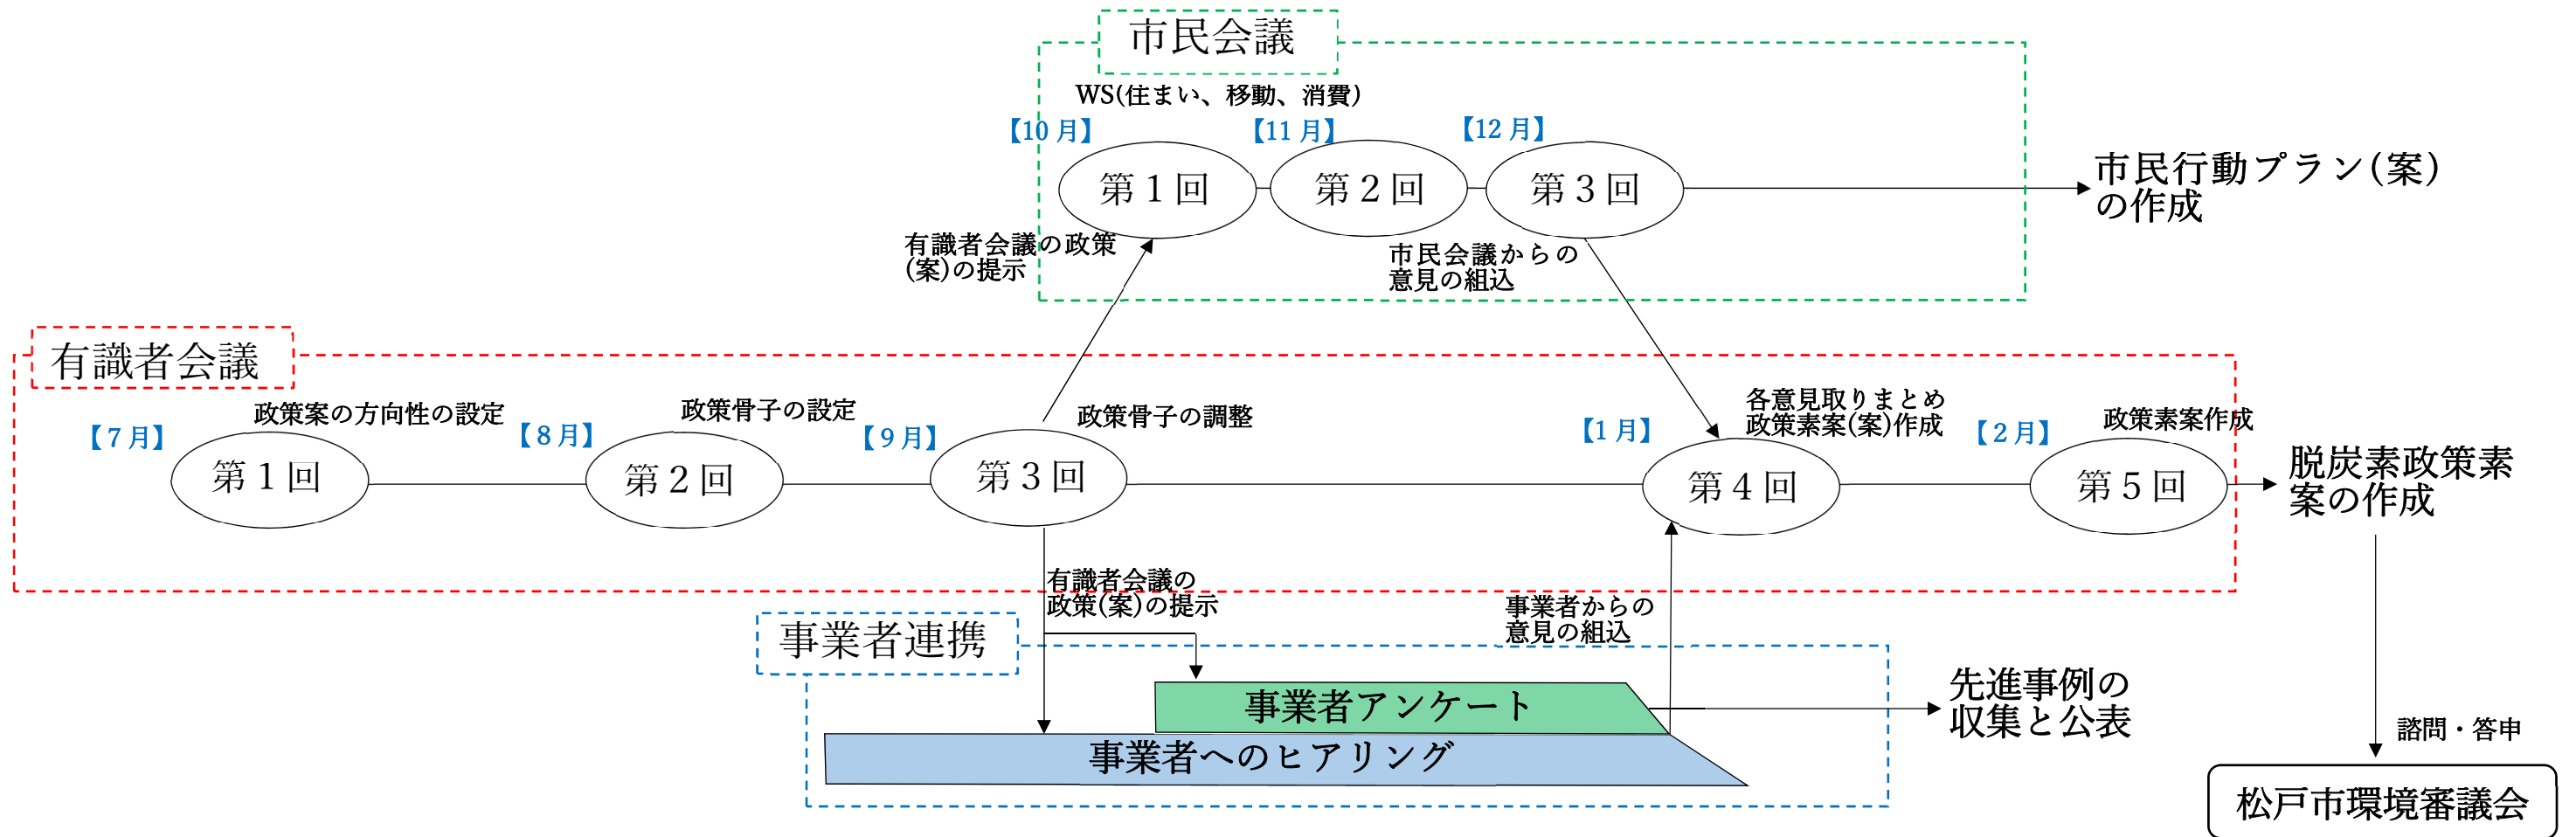 市民会議
WS(住まい、移動、消費)
【10 月】
【11 月】
【12 月】
第１回
第２回
第３回
市民行動プラン(案)
の作成
有識者会議の政策
(案)の提示
市民会議からの
意見の組込
有識者会議
政策案の方向性の設定
政策骨子の設定
政策骨子の調整
各意見取りまとめ
政策素案(案)作成
政策素案作成
【７月】
【８月】
【９月】
【1 月】
【２月】
第１回
第２回
第３回
第４回
第５回
脱炭素政策素
案の作成
有識者会議の
政策(案)の提示
事業者からの
意見の組込
事業者連携
事業者アンケート
事業者へのヒアリング
先進事例の
収集と公表
諮問・答申
松戸市環境審議会